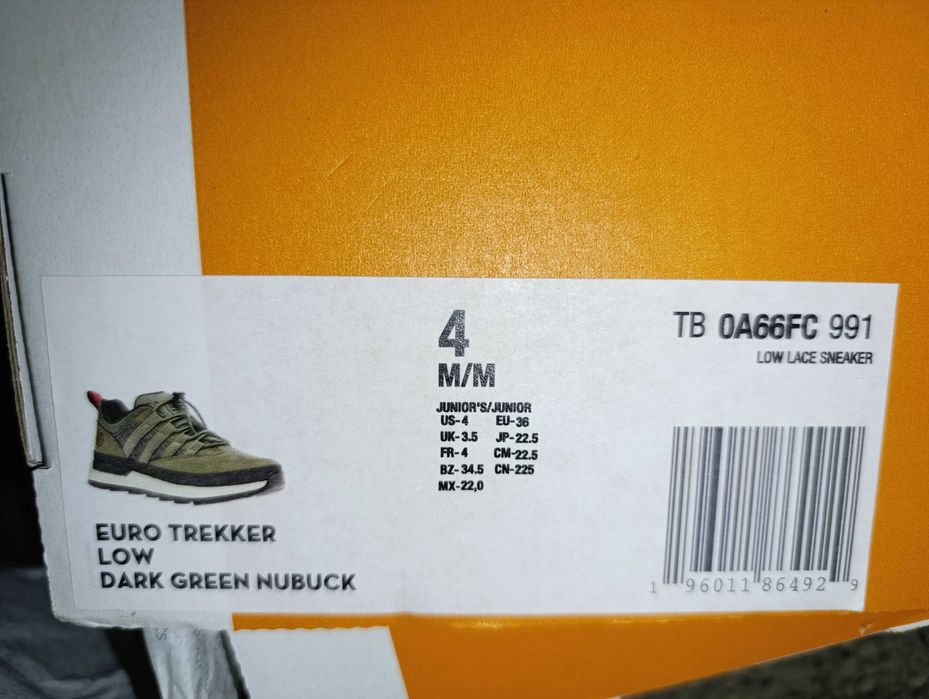 4
M/M
JUNIOR'S/JUNIOR
US-4 EU-36
UK-3.5 JP-22.5
FR-4 CM-22.5
BZ-34.5 CN-225
MX-22,0
TB 0A66FC 991
LOW LACE SNEAKER
EURO TREKKER
LOW
DARK GREEN NUBUCK
1 96011 86492 9